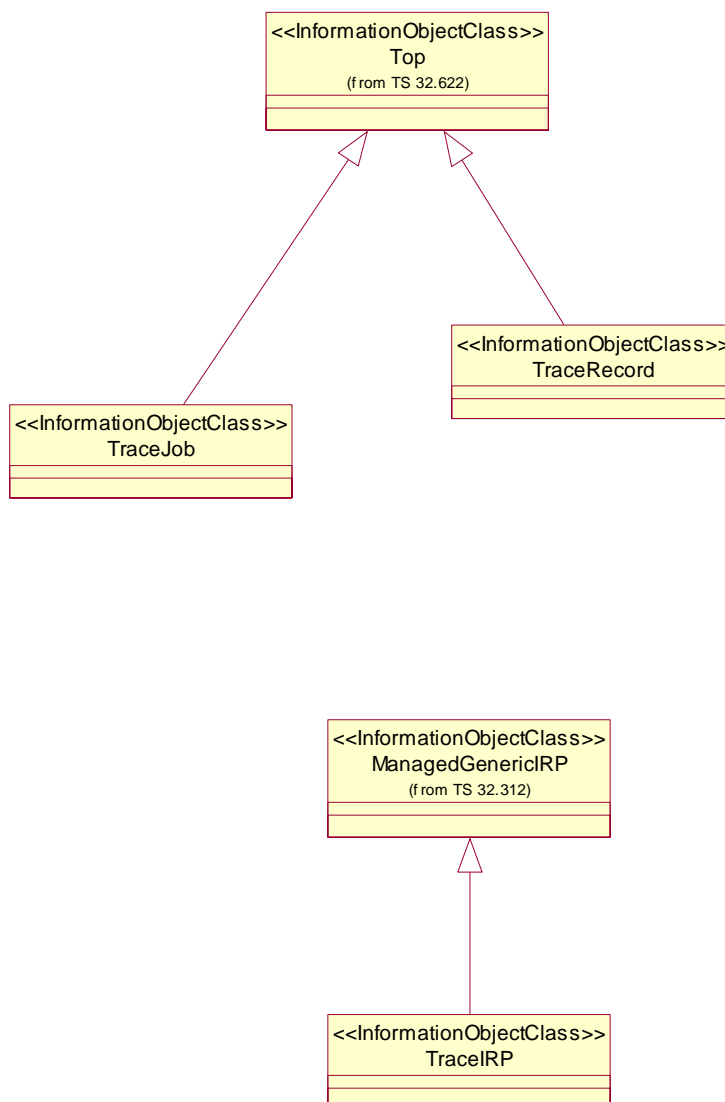 <<InformationObjectClass>>
Top
(from TS 32.622)
<<InformationObjectClass>>
TraceRecord
<<InformationObjectClass>>
TraceJob
<<InformationObjectClass>>
ManagedGenericIRP
(from TS 32.312)
<<InformationObjectClass>>
TraceIRP